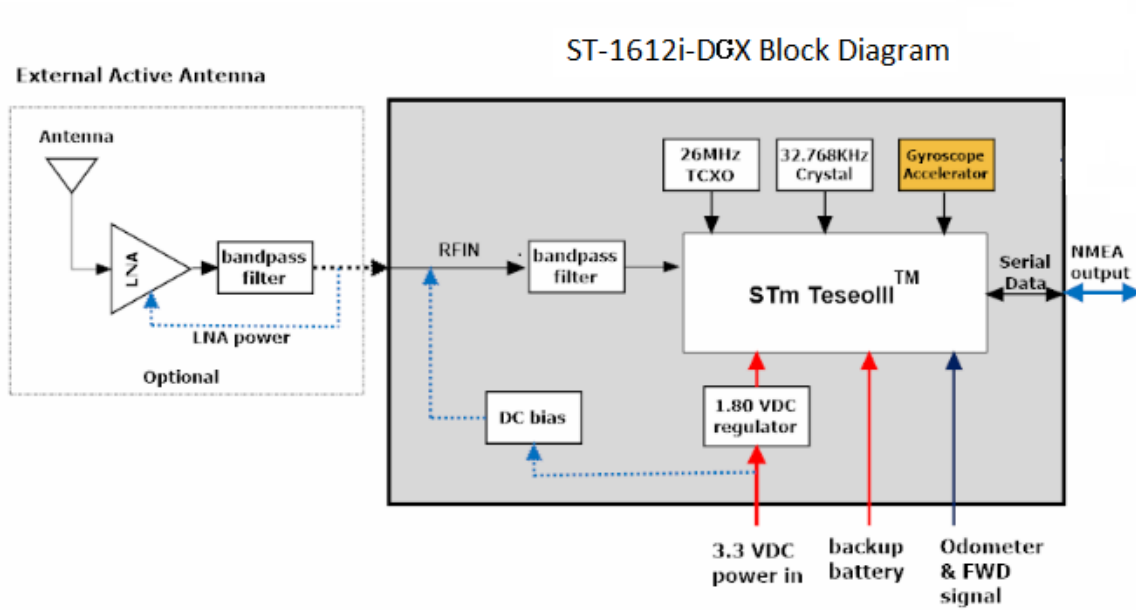 ST-1612i-DGX Block Diagram
External Active Antenna
Antenna
LNA
bandpass
filter
LNA power
Optional
RFIN
bandpass
filter
26MHz
TCXO
32.768KHz
Crystal
Gyroscope
Accelerator
STm TeseoIII™
Serial
Data
NMEA
output
DC bias
1.80 VDC
regulator
3.3 VDC
power in
backup
battery
Odometer
& FWD
signal